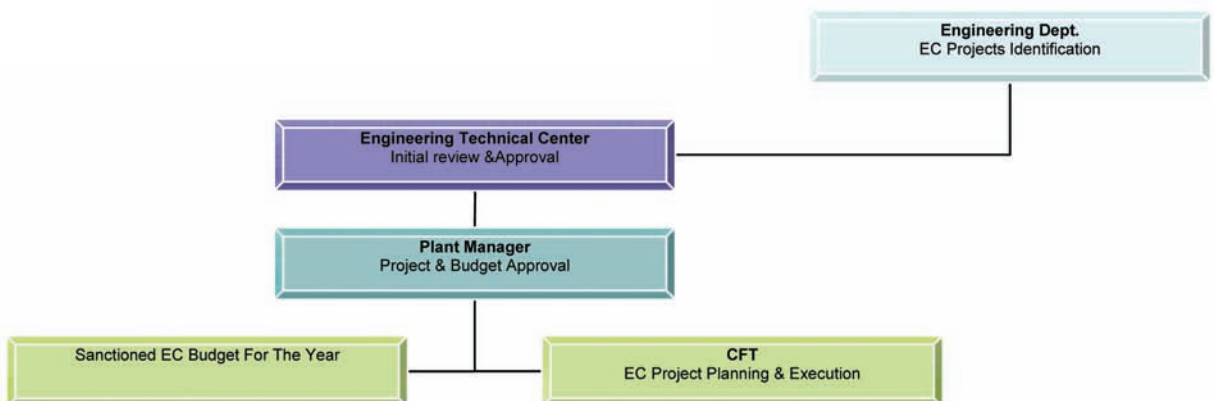 Engineering Dept.
EC Projects Identification
Engineering Technical Center
Initial review &Approval
Plant Manager
Project & Budget Approval
Sanctioned EC Budget For The Year
CFT
EC Project Planning & Execution